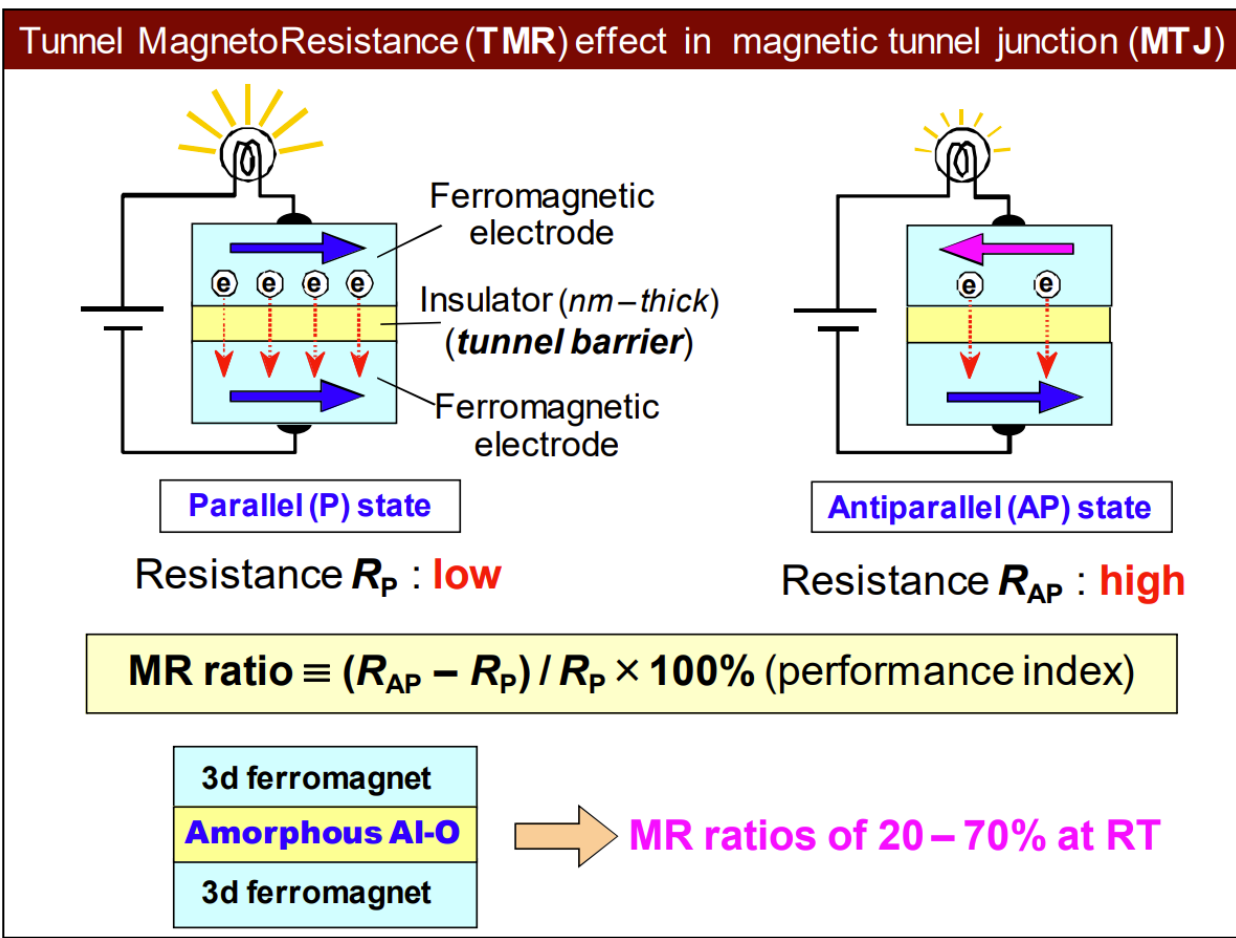 Tunnel MagnetoResistance (TMR) effect in magnetic tunnel junction (MTJ)
Ferromagnetic
electrode
e e e e
Insulator (nm–thick)
(tunnel barrier)
Ferromagnetic
electrode
e e
Parallel (P) state
Antiparallel (AP) state
Resistance RP : low
Resistance RAP : high
MR ratio ≡ (RAP – RP) / RP × 100% (performance index)
3d ferromagnet
Amorphous Al-O
3d ferromagnet
MR ratios of 20 – 70% at RT